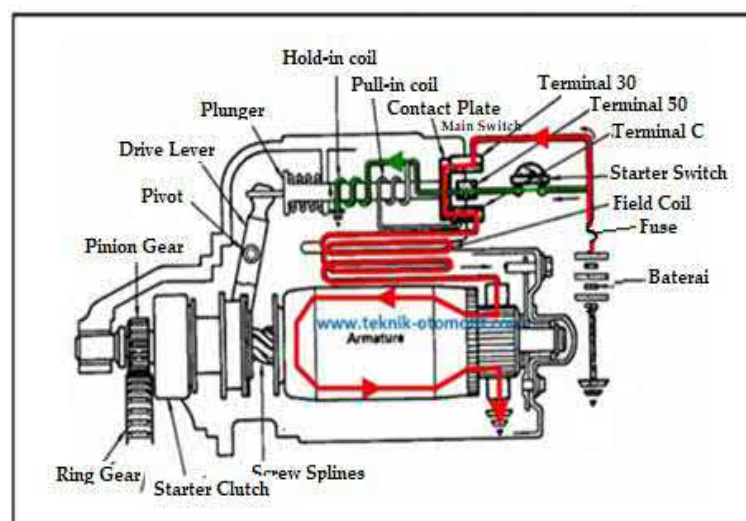 Hold-in coil
Pull-in coil
Plunger
Contact Plate
Main Switch
Terminal 30
Terminal 50
Terminal C
Drive Lever
Starter Switch
Pivot
Field Coil
Pinion Gear
Fuse
Baterai
www.teknik-otomotif.com
Armature
Ring Gear
Starter Clutch
Screw Splines